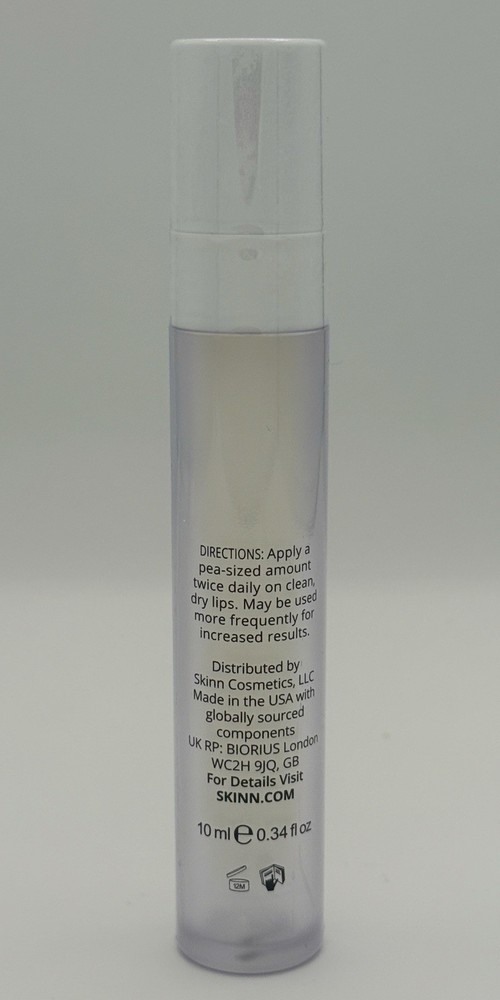 DIRECTIONS: Apply a
pea-sized amount
twice daily on clean,
dry lips. May be used
more frequently for
increased results.
Distributed by
Skinn Cosmetics, LLC
Made in the USA with
globally sourced
components
UK RP: BIORIUS London
WC2H 9JQ, GB
For Details Visit
SKINN.COM
10 ml ℮ 0.34 fl oz
12M